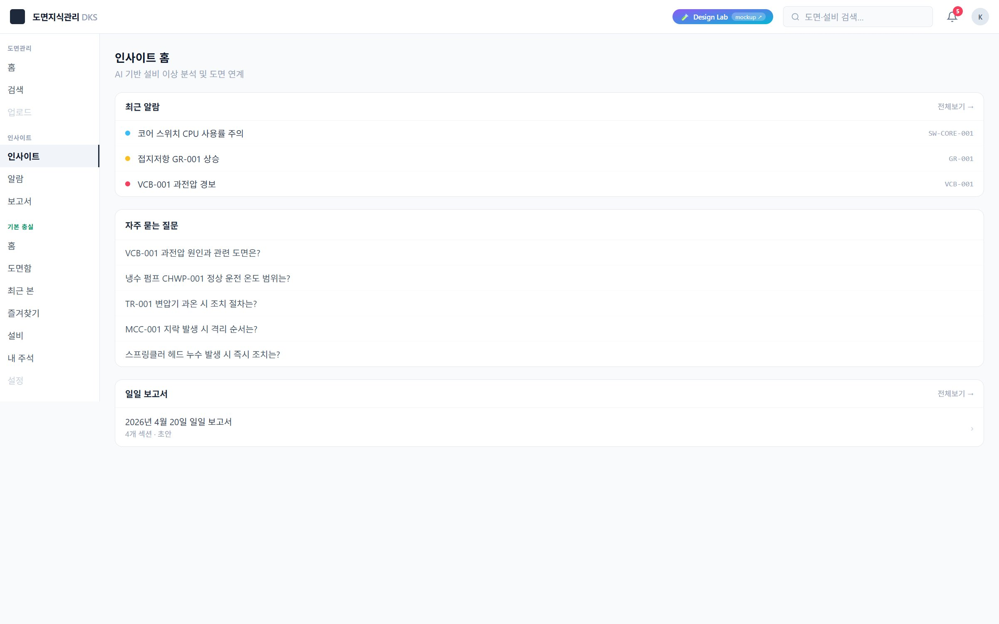 도면지식관리 DKS
Design Lab mockup ↗
도면·설비 검색...
5
K
도면관리
홈
검색
업로드
인사이트
인사이트
알람
보고서
기본 충실
홈
도면함
최근 본
즐겨찾기
설비
내 주석
설정
인사이트 홈
AI 기반 설비 이상 분석 및 도면 연계
최근 알람
전체보기 →
코어 스위치 CPU 사용률 주의
SW-CORE-001
접지저항 GR-001 상승
GR-001
VCB-001 과전압 경보
VCB-001
자주 묻는 질문
VCB-001 과전압 원인과 관련 도면은?
냉수 펌프 CHWP-001 정상 운전 온도 범위는?
TR-001 변압기 과온 시 조치 절차는?
MCC-001 지락 발생 시 격리 순서는?
스프링클러 헤드 누수 발생 시 즉시 조치는?
일일 보고서
전체보기 →
2026년 4월 20일 일일 보고서
4개 섹션 · 초안
›